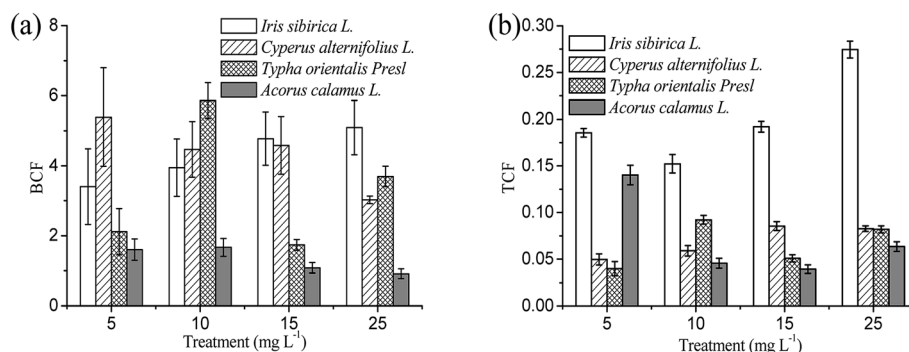 (a)
Iris sibirica L.
Cyperus alternifolius L.
Typha orientalis Presl
Acorus calamus L.
8
6
4
2
0
BCF
5 10 15 25
Treatment (mg L⁻¹)
(b)
Iris sibirica L.
Cyperus alternifolius L.
Typha orientalis Presl
Acorus calamus L.
0.30
0.25
0.20
0.15
0.10
0.05
0.00
TCF
5 10 15 25
Treatment (mg L⁻¹)